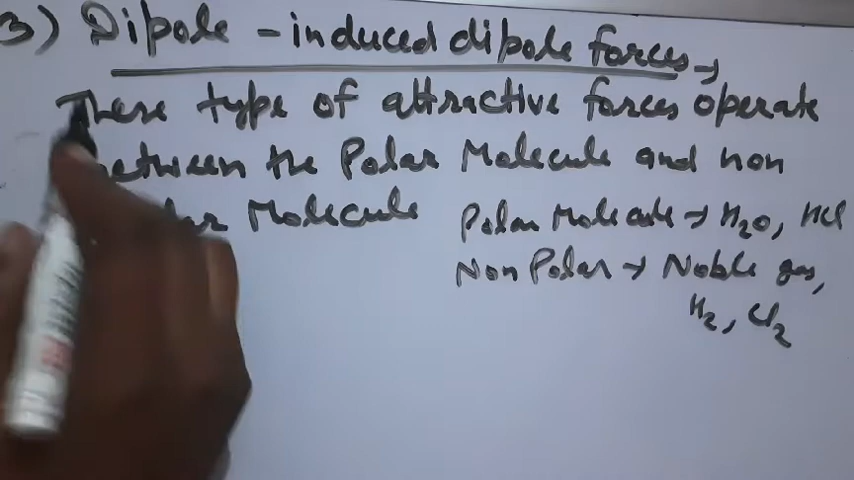 3) Dipole - induced dipole forces →
These type of attractive forces operate
between the Polar Molecule and non
Molecule
Polar Molecule → H2O, HCl
Non Polar → Noble gas,
H2, Cl2